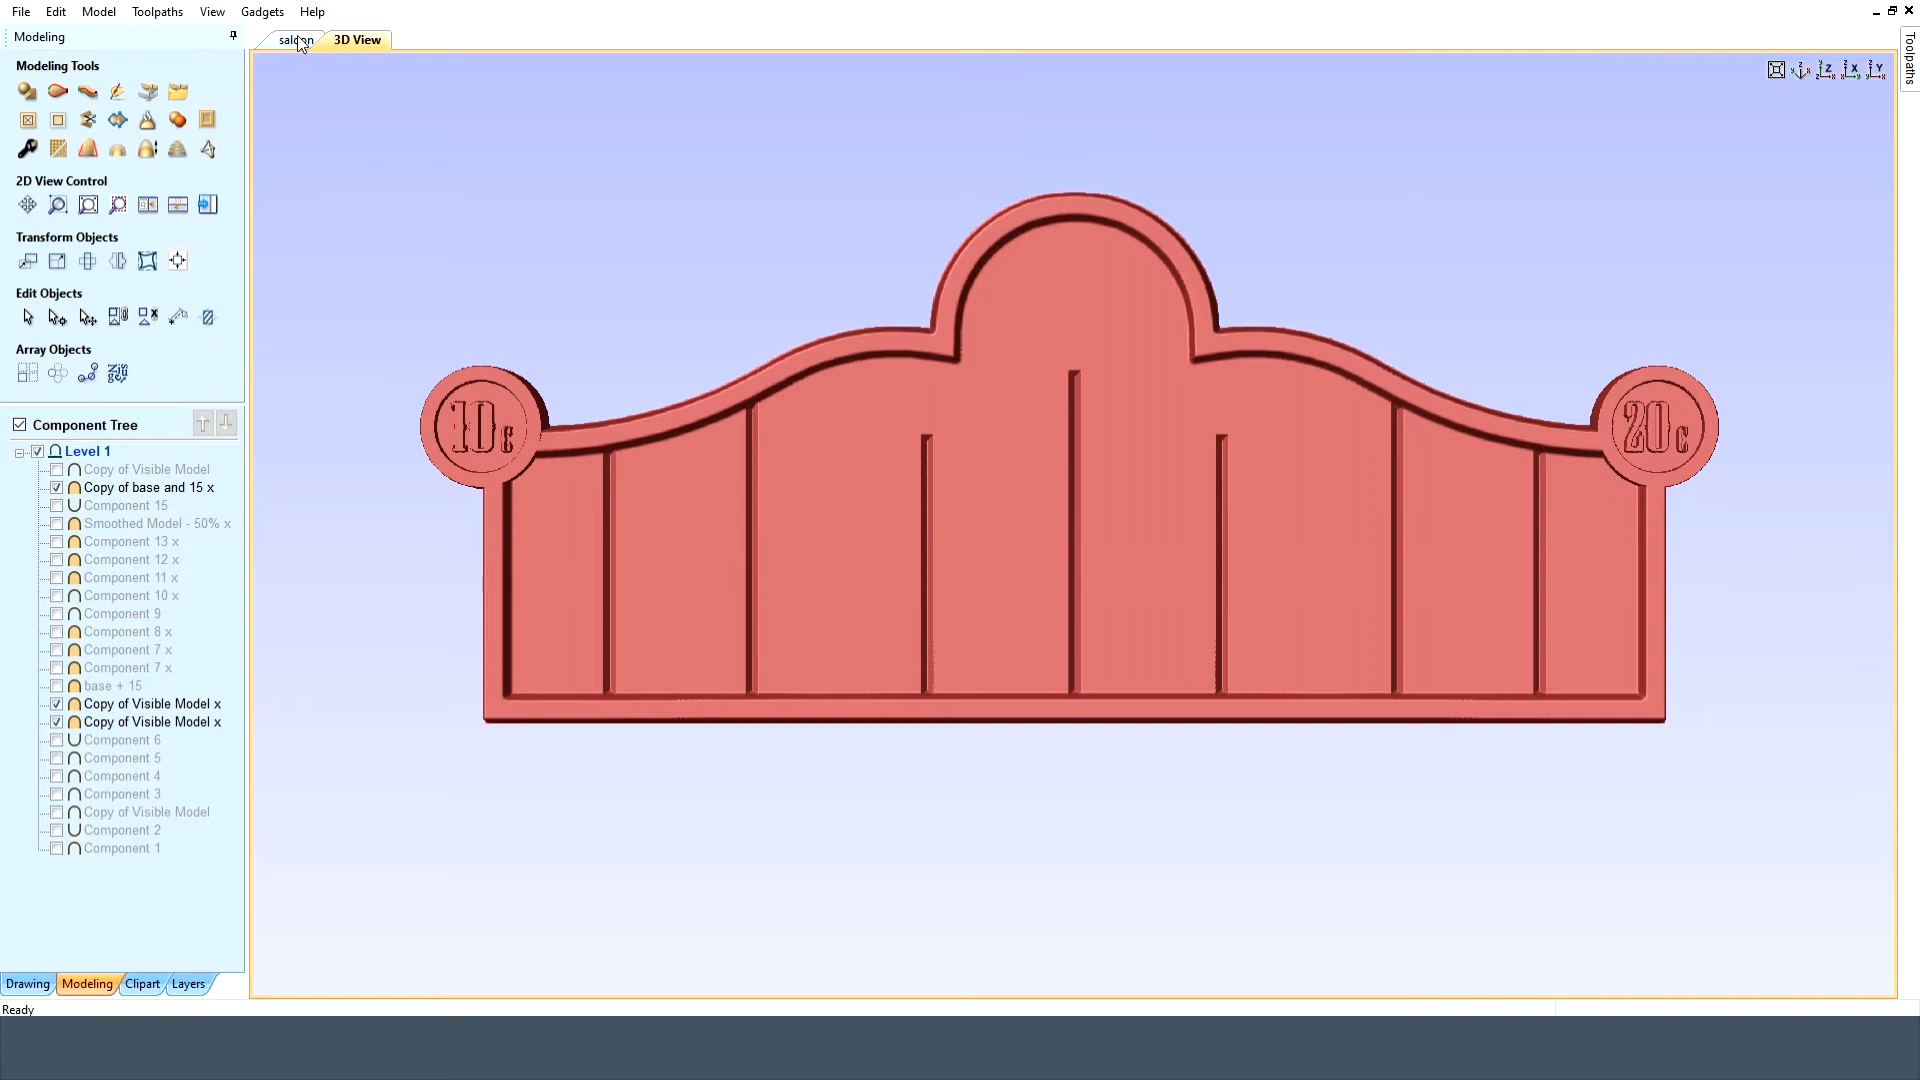 File Edit Model Toolpaths View Gadgets Help
Modeling
saloon 3D View
Toolpaths
Modeling Tools
2D View Control
Transform Objects
Edit Objects
Array Objects
Component Tree
Level 1
Copy of Visible Model
Copy of base and 15 x
Component 15
Smoothed Model - 50% x
Component 13 x
Component 12 x
Component 11 x
Component 10 x
Component 9
Component 8 x
Component 7 x
Component 7 x
base + 15
Copy of Visible Model x
Copy of Visible Model x
Component 6
Component 5
Component 4
Component 3
Copy of Visible Model
Component 2
Component 1
10¢
20¢
Drawing Modeling Clipart Layers
Ready